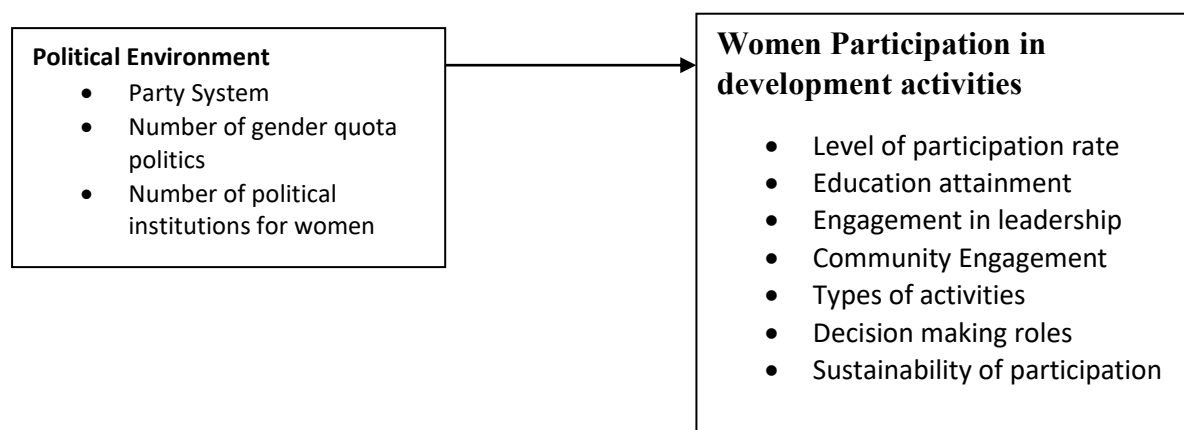 Political Environment
• Party System
• Number of gender quota
politics
• Number of political
institutions for women
Women Participation in
development activities
• Level of participation rate
• Education attainment
• Engagement in leadership
• Community Engagement
• Types of activities
• Decision making roles
• Sustainability of participation